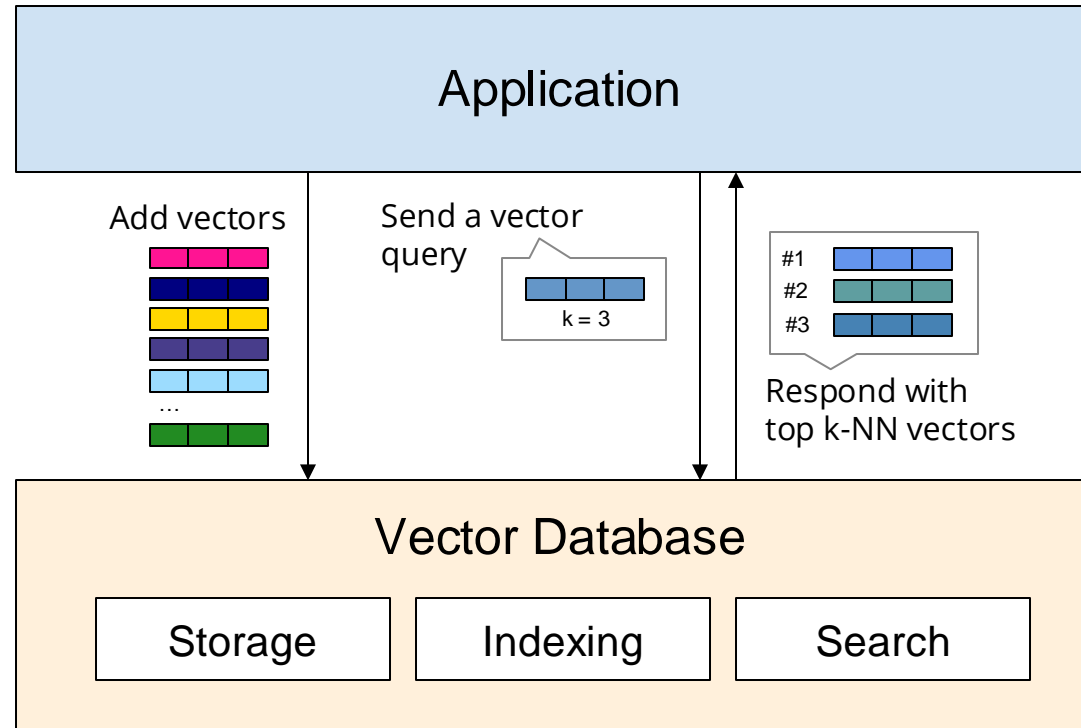 Application
Add vectors
…
Send a vector
query
k = 3
#1
#2
#3
Respond with
top k-NN vectors
Vector Database
Storage
Indexing
Search